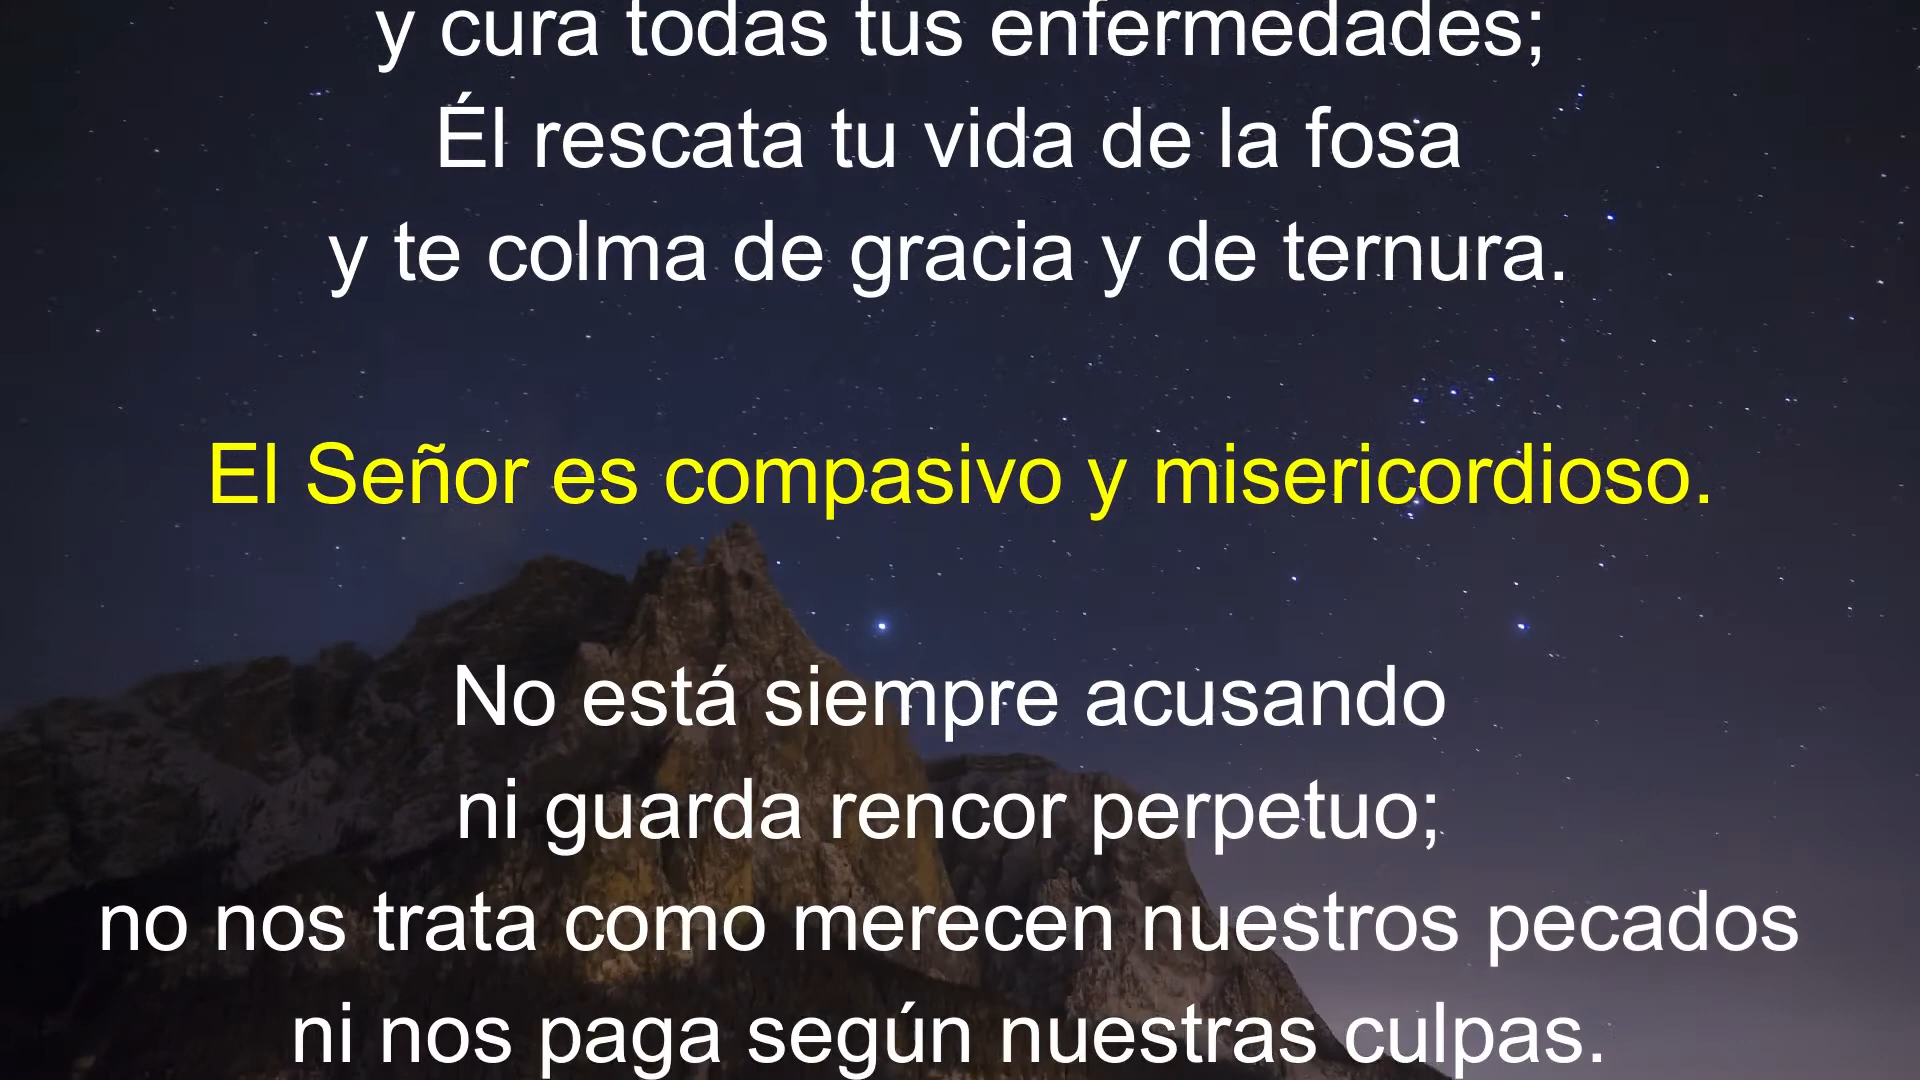 y cura todas tus enfermedades;
Él rescata tu vida de la fosa
y te colma de gracia y de ternura.
El Señor es compasivo y misericordioso.
No está siempre acusando
ni guarda rencor perpetuo;
no nos trata como merecen nuestros pecados
ni nos paga según nuestras culpas.